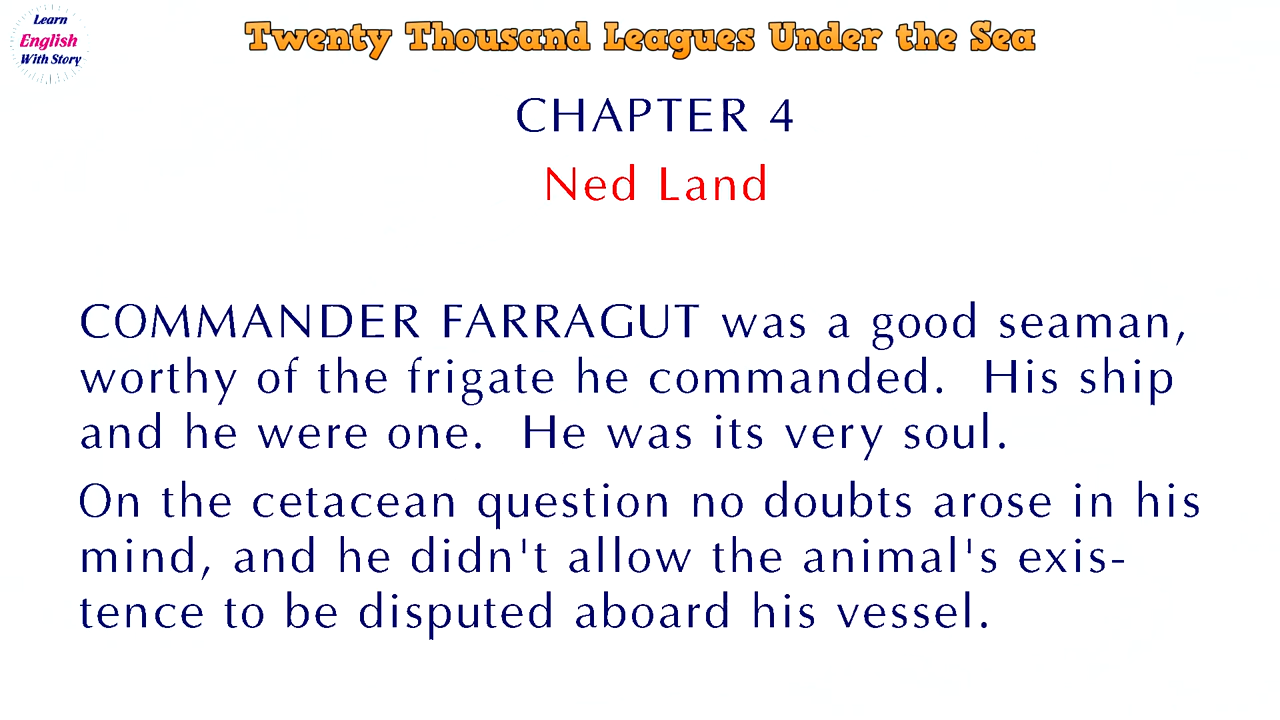 Learn
English
With Story
Twenty Thousand Leagues Under the Sea
CHAPTER 4
Ned Land
COMMANDER FARRAGUT was a good seaman,
worthy of the frigate he commanded.  His ship
and he were one.  He was its very soul.
On the cetacean question no doubts arose in his
mind, and he didn't allow the animal's exis-
tence to be disputed aboard his vessel.